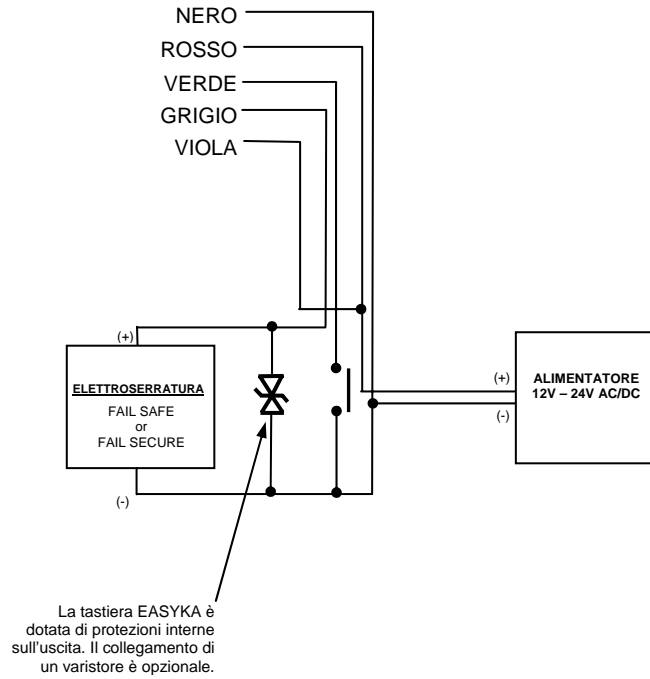 NERO
ROSSO
VERDE
GRIGIO
VIOLA
(+)
ELETTROSERRATURA
FAIL SAFE
or
FAIL SECURE
(-)
(+)
(-)
ALIMENTATORE
12V – 24V AC/DC
La tastiera EASYKA è
dotata di protezioni interne
sull'uscita. Il collegamento di
un varistore è opzionale.